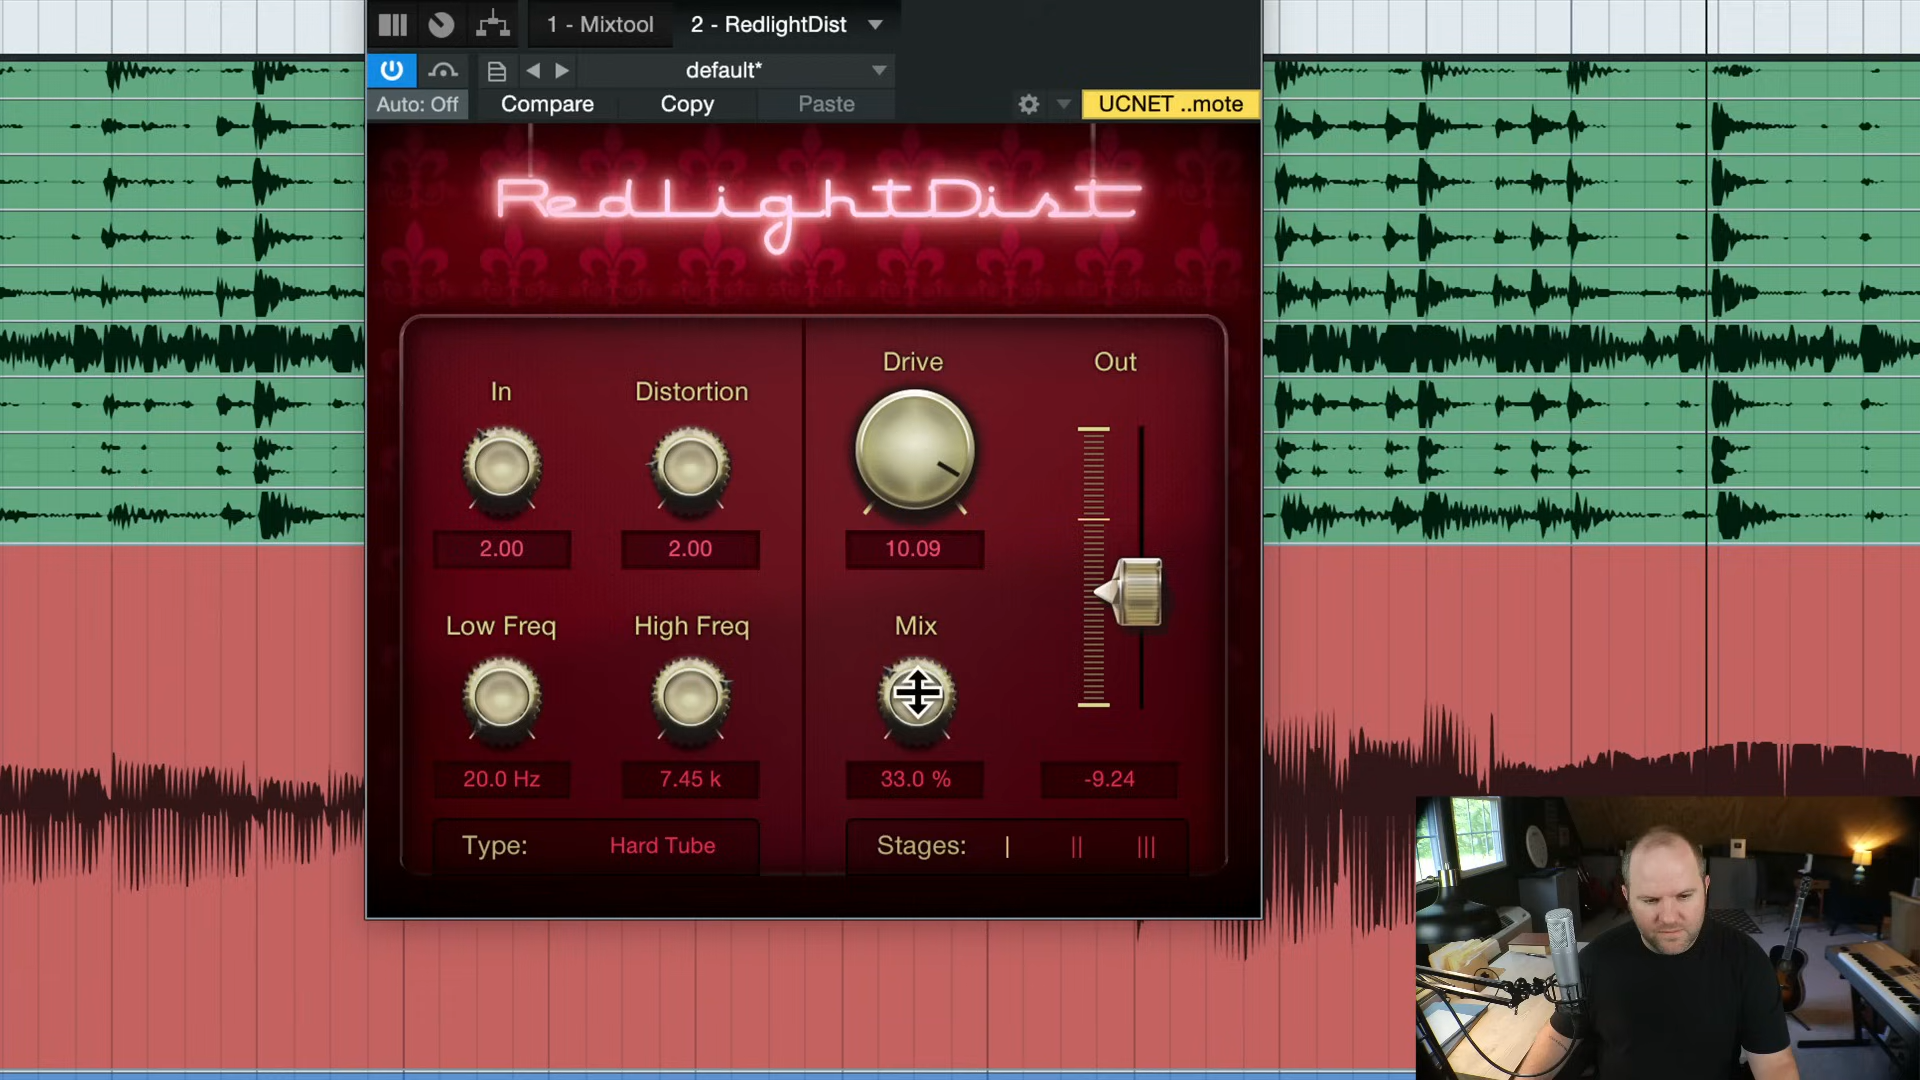 1 - Mixtool 2 - RedlightDist
default*
Auto: Off Compare Copy Paste UCNET ..mote
RedlightDist
Drive Out
In Distortion
2.00 2.00 10.09
Low Freq High Freq Mix
20.0 Hz 7.45 k 33.0 % -9.24
Type: Hard Tube Stages: | || |||